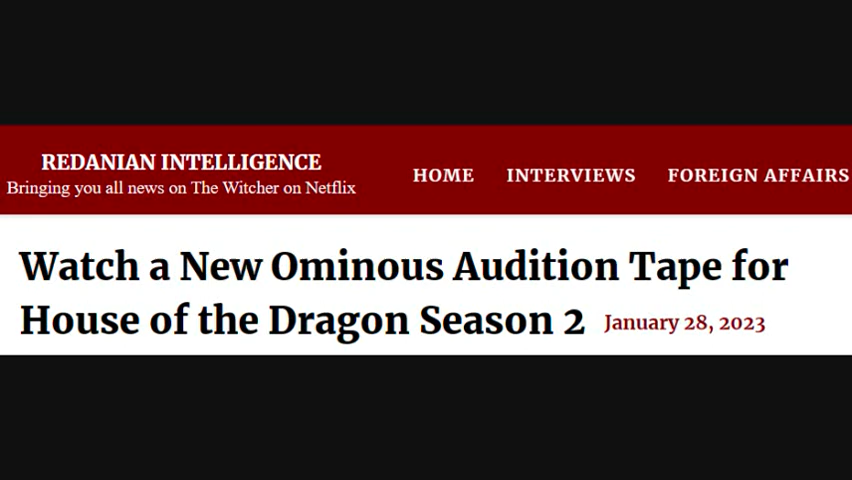 REDANIAN INTELLIGENCE
Bringing you all news on The Witcher on Netflix
HOME INTERVIEWS FOREIGN AFFAIRS
Watch a New Ominous Audition Tape for
House of the Dragon Season 2 January 28, 2023